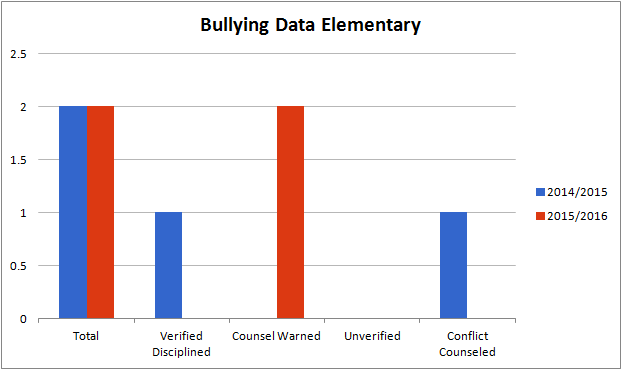 Bullying Data Elementary
2.5
2
1.5
1
0.5
0
Total
Verified
Disciplined
Counsel Warned
Unverified
Conflict
Counseled
2014/2015
2015/2016